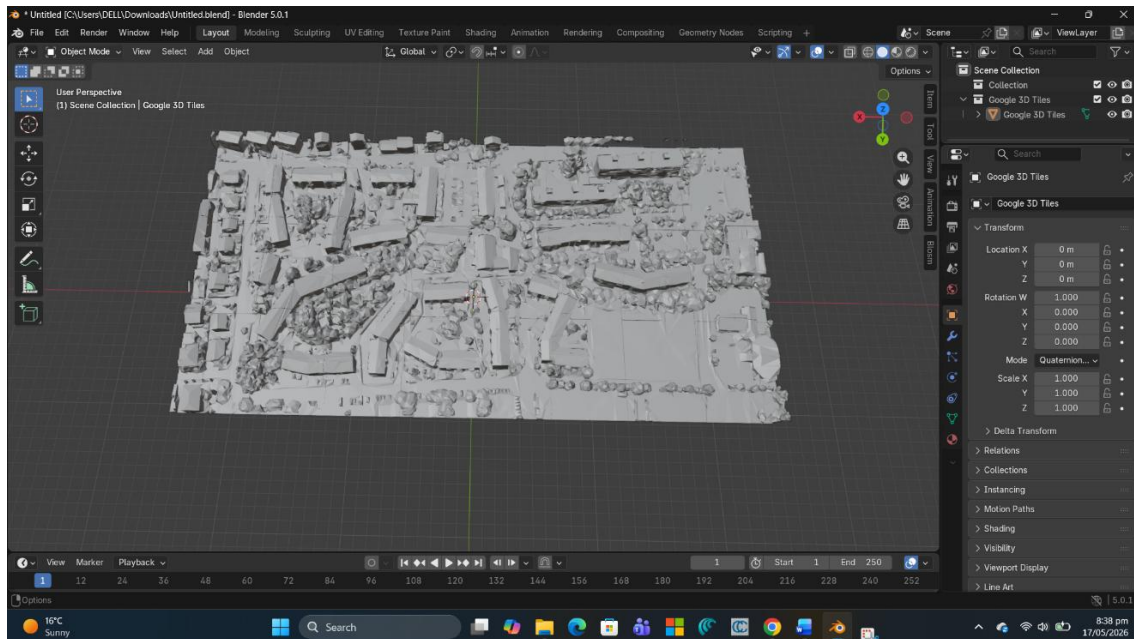 * Untitled [C:\Users\DELL\Downloads\Untitled.blend] - Blender 5.0.1
File Edit Render Window Help Layout Modeling Sculpting UV Editing Texture Paint Shading Animation Rendering Compositing Geometry Nodes Scripting + Scene ViewLayer
Object Mode View Select Add Object Global Search
Options
User Perspective
(1) Scene Collection | Google 3D Tiles
X
Z
Y
Item
Tool
View
Animation
Blosm
Scene Collection
Collection
Google 3D Tiles
Google 3D Tiles
Search
Google 3D Tiles
Google 3D Tiles
Transform
Location X 0 m
Y 0 m
Z 0 m
Rotation W 1.000
X 0.000
Y 0.000
Z 0.000
Mode Quaternion...
Scale X 1.000
Y 1.000
Z 1.000
Delta Transform
Relations
Collections
Instancing
Motion Paths
Shading
Visibility
Viewport Display
Line Art
View Marker Playback 1 Start 1 End 250
1 12 24 36 48 60 72 84 96 108 120 132 144 156 168 180 192 204 216 228 240 252
Options 5.0.1
16°C
Sunny
Search
8:38 pm
17/05/2026